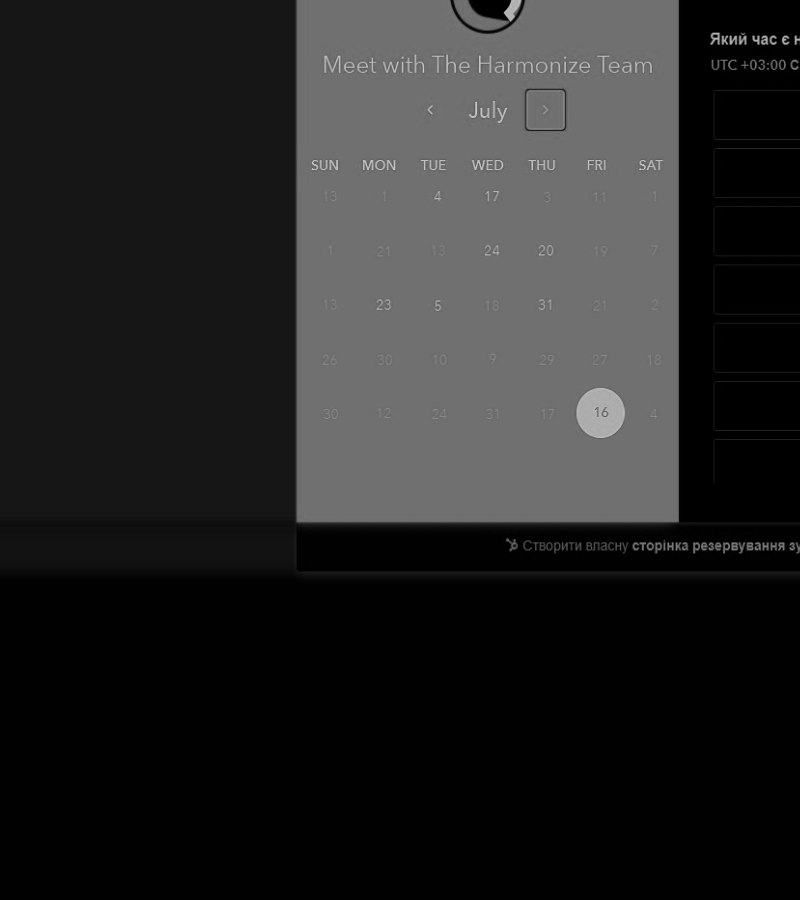 Meet with The Harmonize Team
July
SUN MON TUE WED THU FRI SAT
13 1 4 17 3 11 1
1 21 13 24 20 19 7
13 23 5 18 31 21 2
26 30 10 9 29 27 18
30 12 24 31 17 16 4
Який час є
UTC +03:00
Створити власну сторінка резервування